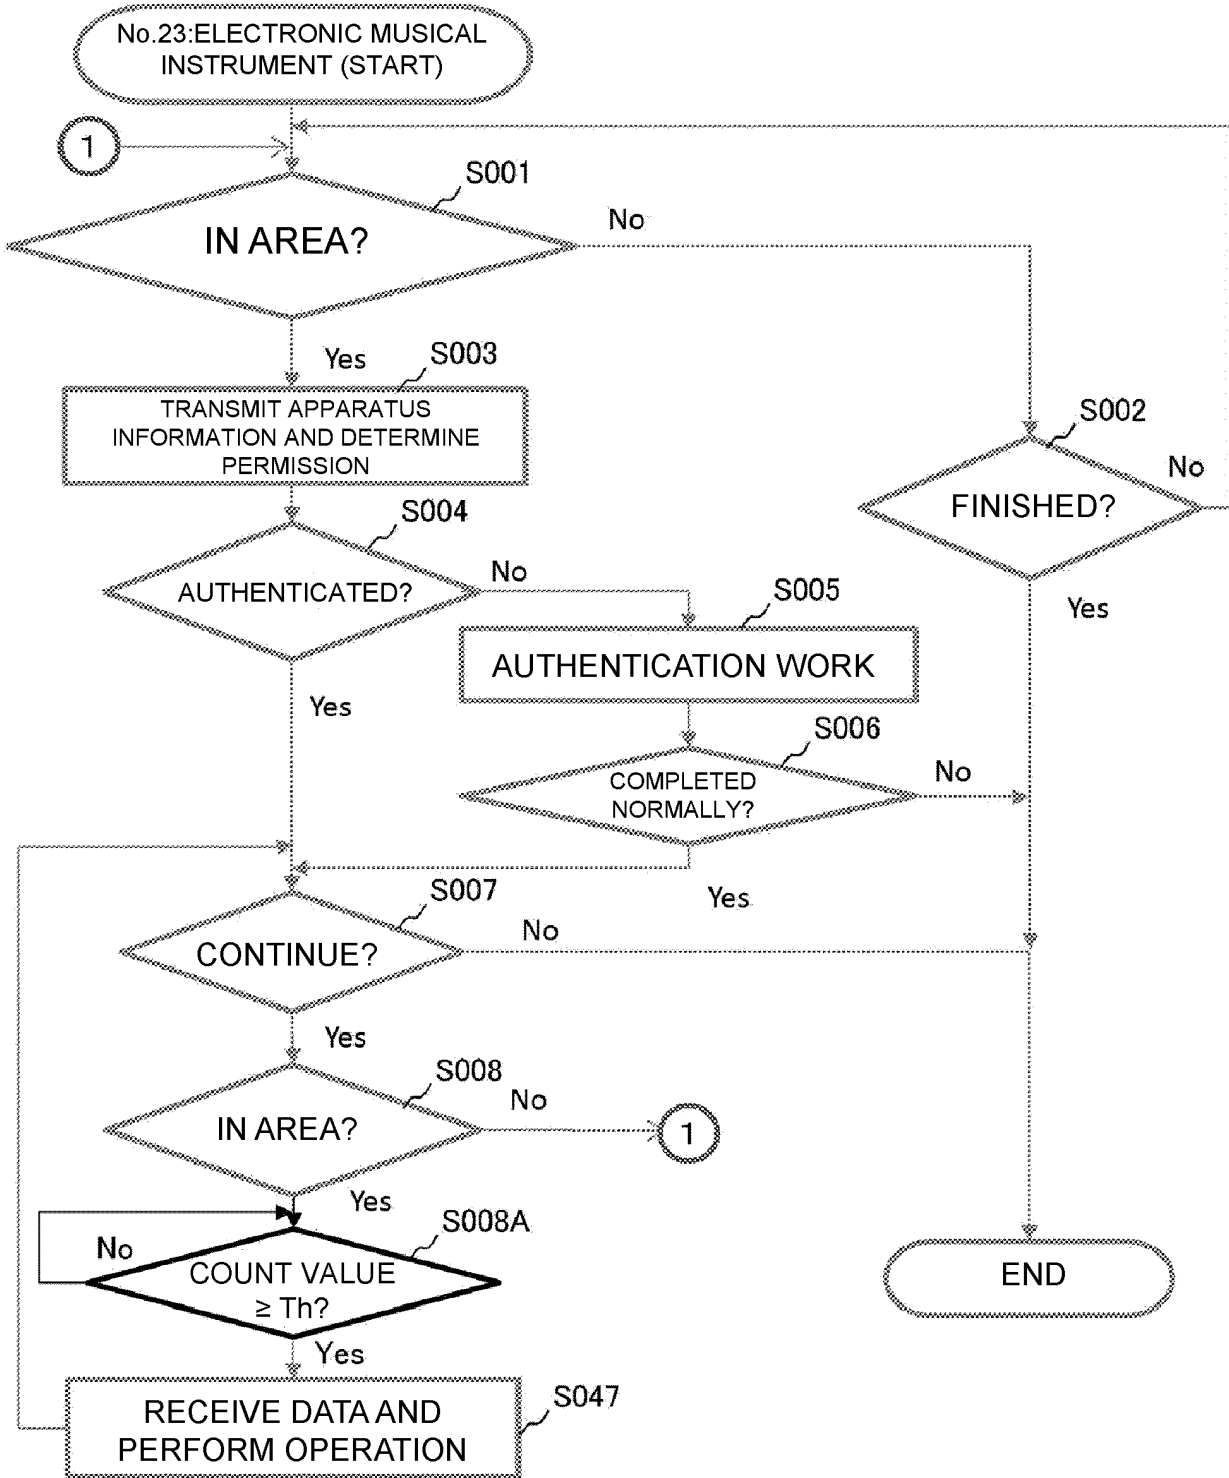 No.23:ELECTRONIC MUSICAL
INSTRUMENT (START)
1
S001
IN AREA?
No
Yes
S003
TRANSMIT APPARATUS
INFORMATION AND DETERMINE
PERMISSION
S002
FINISHED?
No
Yes
S004
AUTHENTICATED?
No
Yes
S005
AUTHENTICATION WORK
S006
COMPLETED
NORMALLY?
No
Yes
S007
CONTINUE?
No
Yes
S008
IN AREA?
No
1
Yes
S008A
No
COUNT VALUE
≥ Th?
Yes
END
S047
RECEIVE DATA AND
PERFORM OPERATION